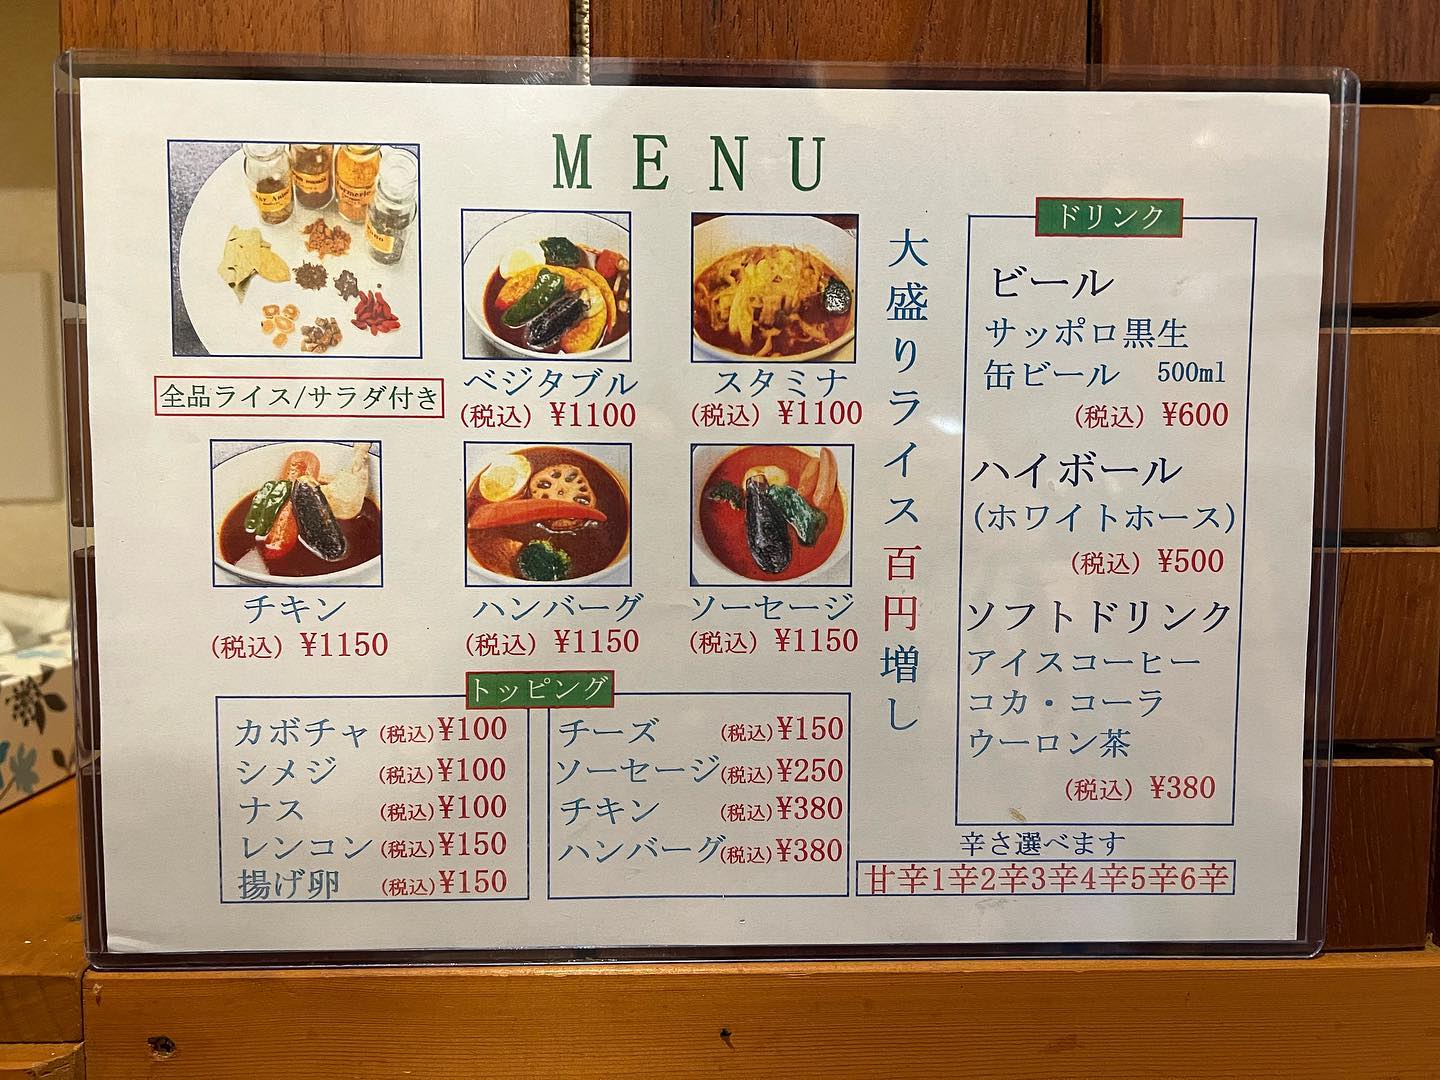 MENU
全品ライス/サラダ付き
ベジタブル
(税込) ¥1100
スタミナ
(税込) ¥1100
チキン
(税込) ¥1150
ハンバーグ
(税込) ¥1150
ソーセージ
(税込) ¥1150
大盛りライス百円増し
トッピング
カボチャ (税込) ¥100
シメジ (税込) ¥100
ナス (税込) ¥100
レンコン (税込) ¥150
揚げ卵 (税込) ¥150
チーズ (税込) ¥150
ソーセージ (税込) ¥250
チキン (税込) ¥380
ハンバーグ (税込) ¥380
ドリンク
ビール
サッポロ黒生
缶ビール 500ml
(税込) ¥600
ハイボール
(ホワイトホース)
(税込) ¥500
ソフトドリンク
アイスコーヒー
コカ・コーラ
ウーロン茶
(税込) ¥380
辛さ選べます
甘辛1辛2辛3辛4辛5辛6辛